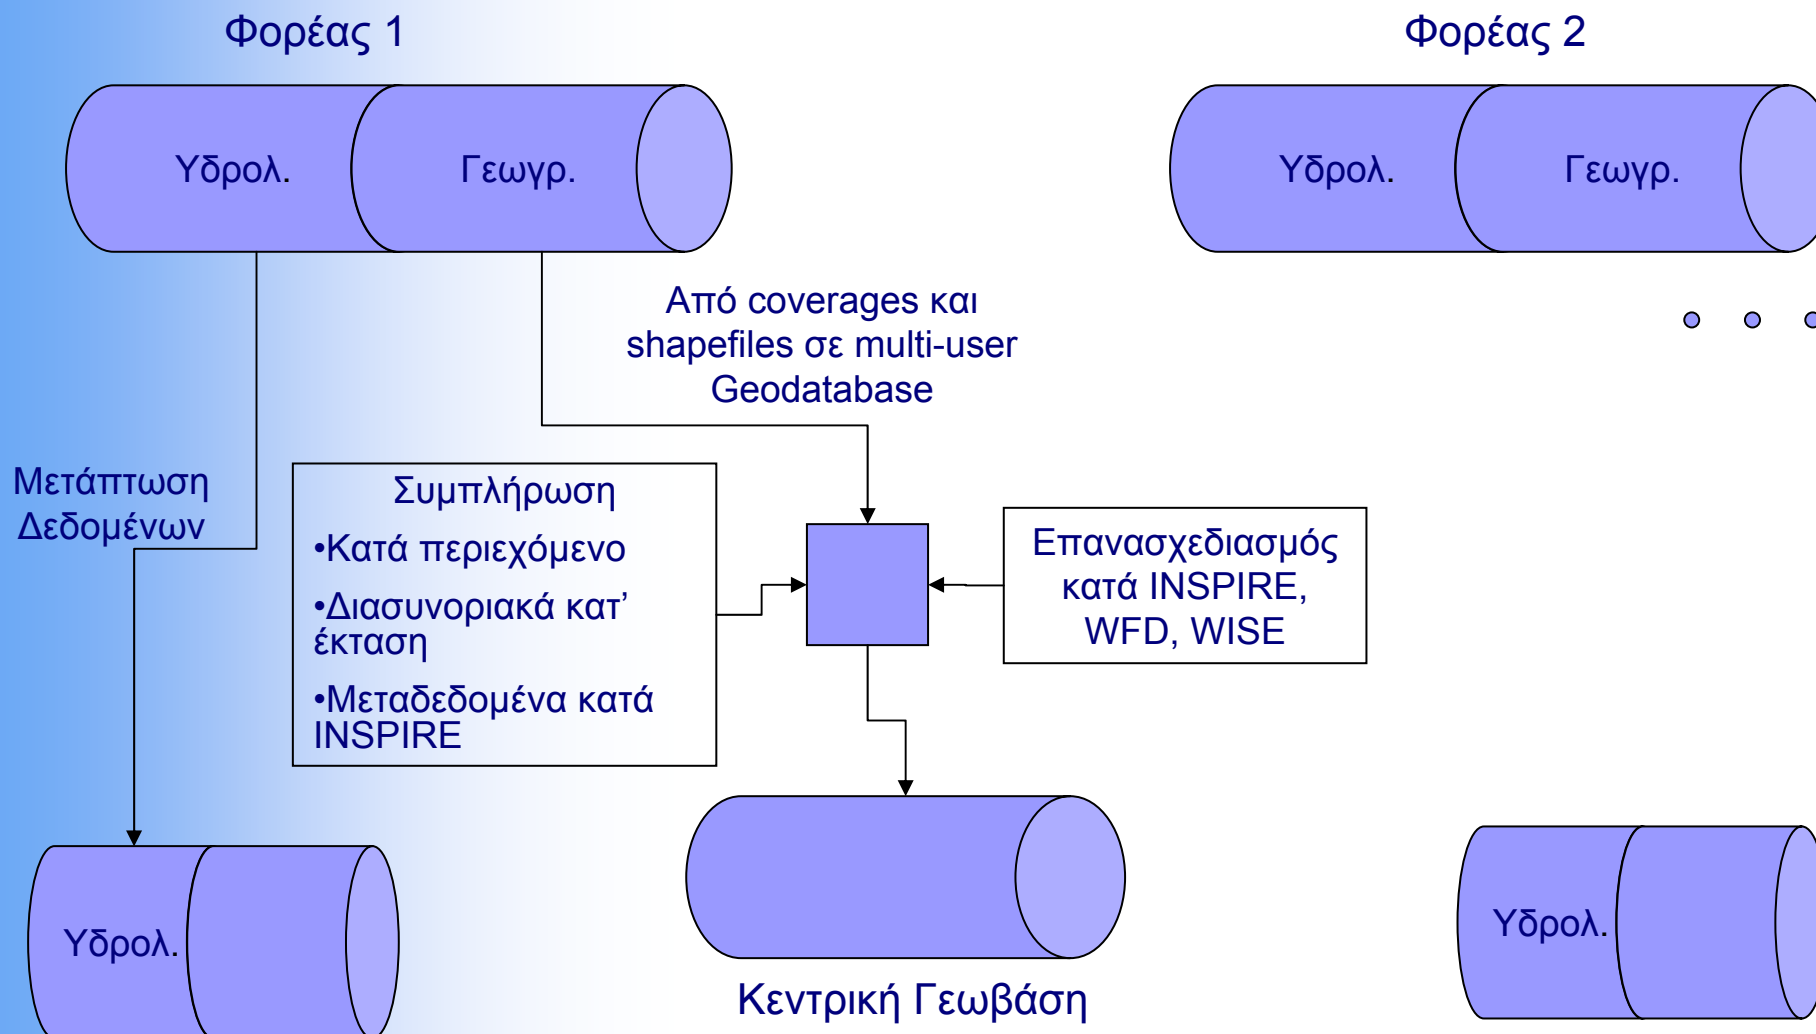 Φορέας 1
Φορέας 2
Υδρολ.
Γεωγρ.
Υδρολ.
Γεωγρ.
Από coverages και
shapefiles σε multi-user
Geodatabase
Μετάπτωση
Δεδομένων
Συμπλήρωση
•Κατά περιεχόμενο
•Διασυνοριακά κατ’
έκταση
•Μεταδεδομένα κατά
INSPIRE
Επανασχεδιασμός
κατά INSPIRE,
WFD, WISE
Υδρολ.
Κεντρική Γεωβάση
Υδρολ.